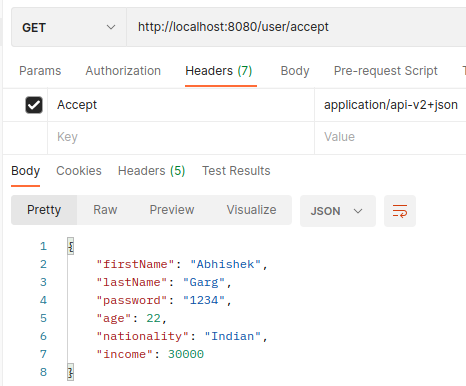 GET http://localhost:8080/user/accept
Params Authorization Headers (7) Body Pre-request Script
Accept application/api-v2+json
Key Value
Body Cookies Headers (5) Test Results
Pretty Raw Preview Visualize JSON
1 {
2 "firstName": "Abhishek",
3 "lastName": "Garg",
4 "password": "1234",
5 "age": 22,
6 "nationality": "Indian",
7 "income": 30000
8 }